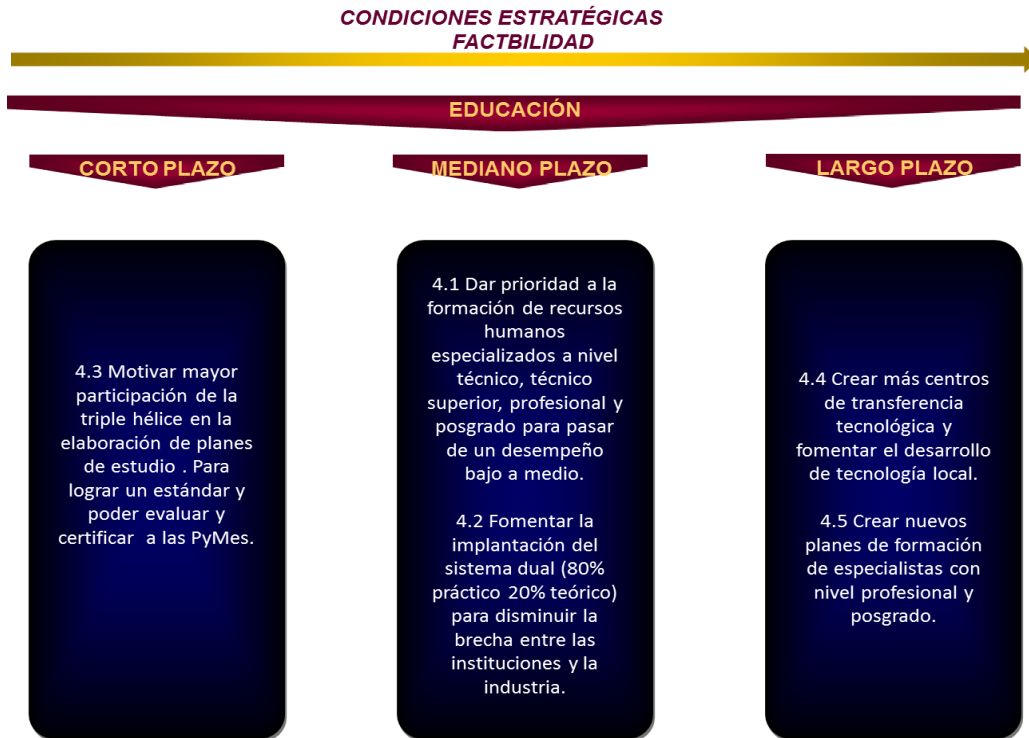 CONDICIONES ESTRATÉGICAS
FACTBILIDAD
EDUCACIÓN
CORTO PLAZO
MEDIANO PLAZO
LARGO PLAZO
4.3 Motivar mayor
participación de la
triple hélice en la
elaboración de planes
de estudio . Para
lograr un estándar y
poder evaluar y
certificar a las PyMes.
4.1 Dar prioridad a la
formación de recursos
humanos
especializados a nivel
técnico, técnico
superior, profesional y
posgrado para pasar
de un desempeño
bajo a medio.
4.2 Fomentar la
implantación del
sistema dual (80%
práctico 20% teórico)
para disminuir la
brecha entre las
instituciones y la
industria.
4.4 Crear más centros
de transferencia
tecnológica y
fomentar el desarrollo
de tecnología local.
4.5 Crear nuevos
planes de formación
de especialistas con
nivel profesional y
posgrado.